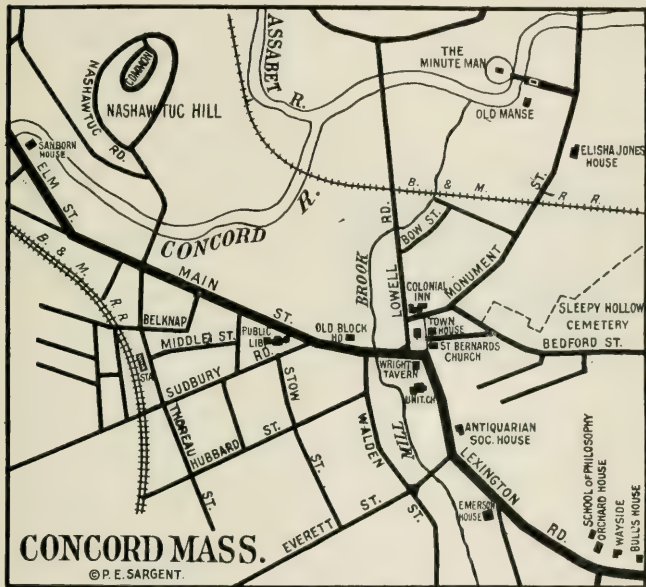 ASSABET R.
THE
MINUTE MAN
COMMON
NASHAWTUC HILL
NASHAWTUC RD.
OLD MANSE
SANBORN
HOUSE
ELISHA JONES
HOUSE
ELM ST.
B. & M. R. R.
CONCORD R.
LOWELL RD.
BOW ST.
MONUMENT ST.
B. & M. R. R.
MAIN ST.
BROOK
COLONIAL
INN
SLEEPY HOLLOW
CEMETERY
BELKNAP
MIDDLE ST.
PUBLIC
LIB.
OLD BLOCK
HO
TOWN
HOUSE
ST BERNARDS
CHURCH
BEDFORD ST.
STA.
SUDBURY RD.
WRIGHT
TAVERN
UNIT. CH
THOREAU ST.
HUBBARD ST.
STOW ST.
WALDEN ST.
MILL
ANTIQUARIAN
SOC. HOUSE
LEXINGTON RD.
EVERETT ST.
EMERSON
HOUSE
SCHOOL OF PHILOSOPHY
ORCHARD HOUSE
WAYSIDE
BULL'S HOUSE
CONCORD MASS.
© P. E. SARGENT.